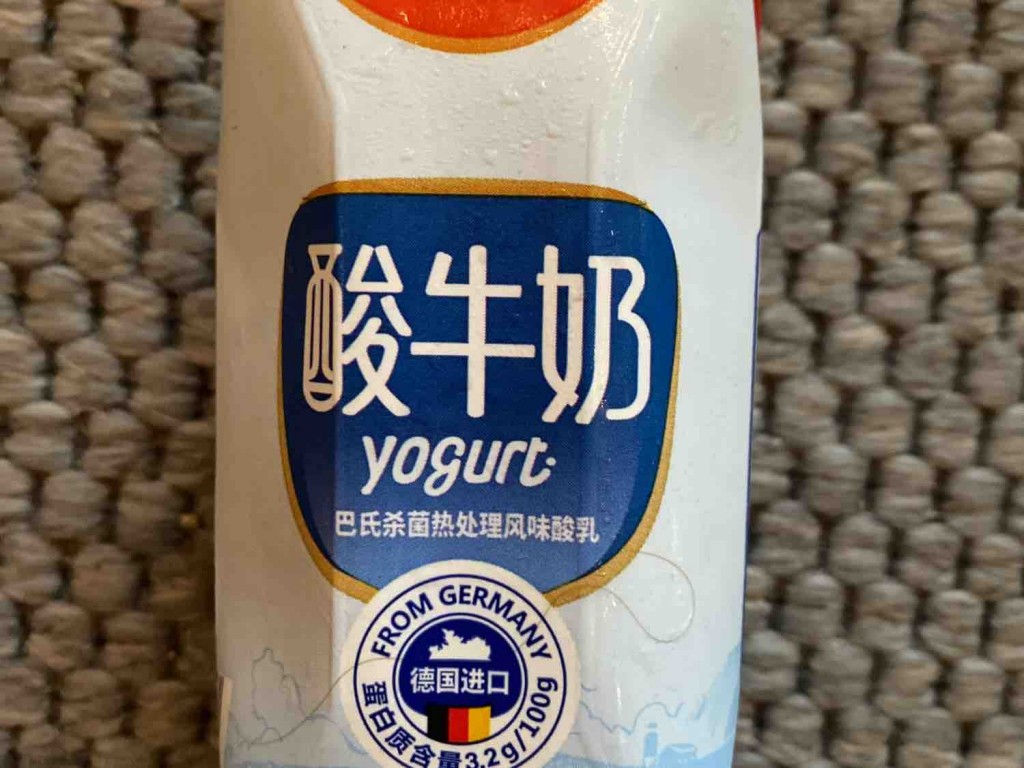 酸牛奶
yogurt
巴氏杀菌热处理风味酸乳
FROM GERMANY
德国进口
蛋白质含量3.2g/100g